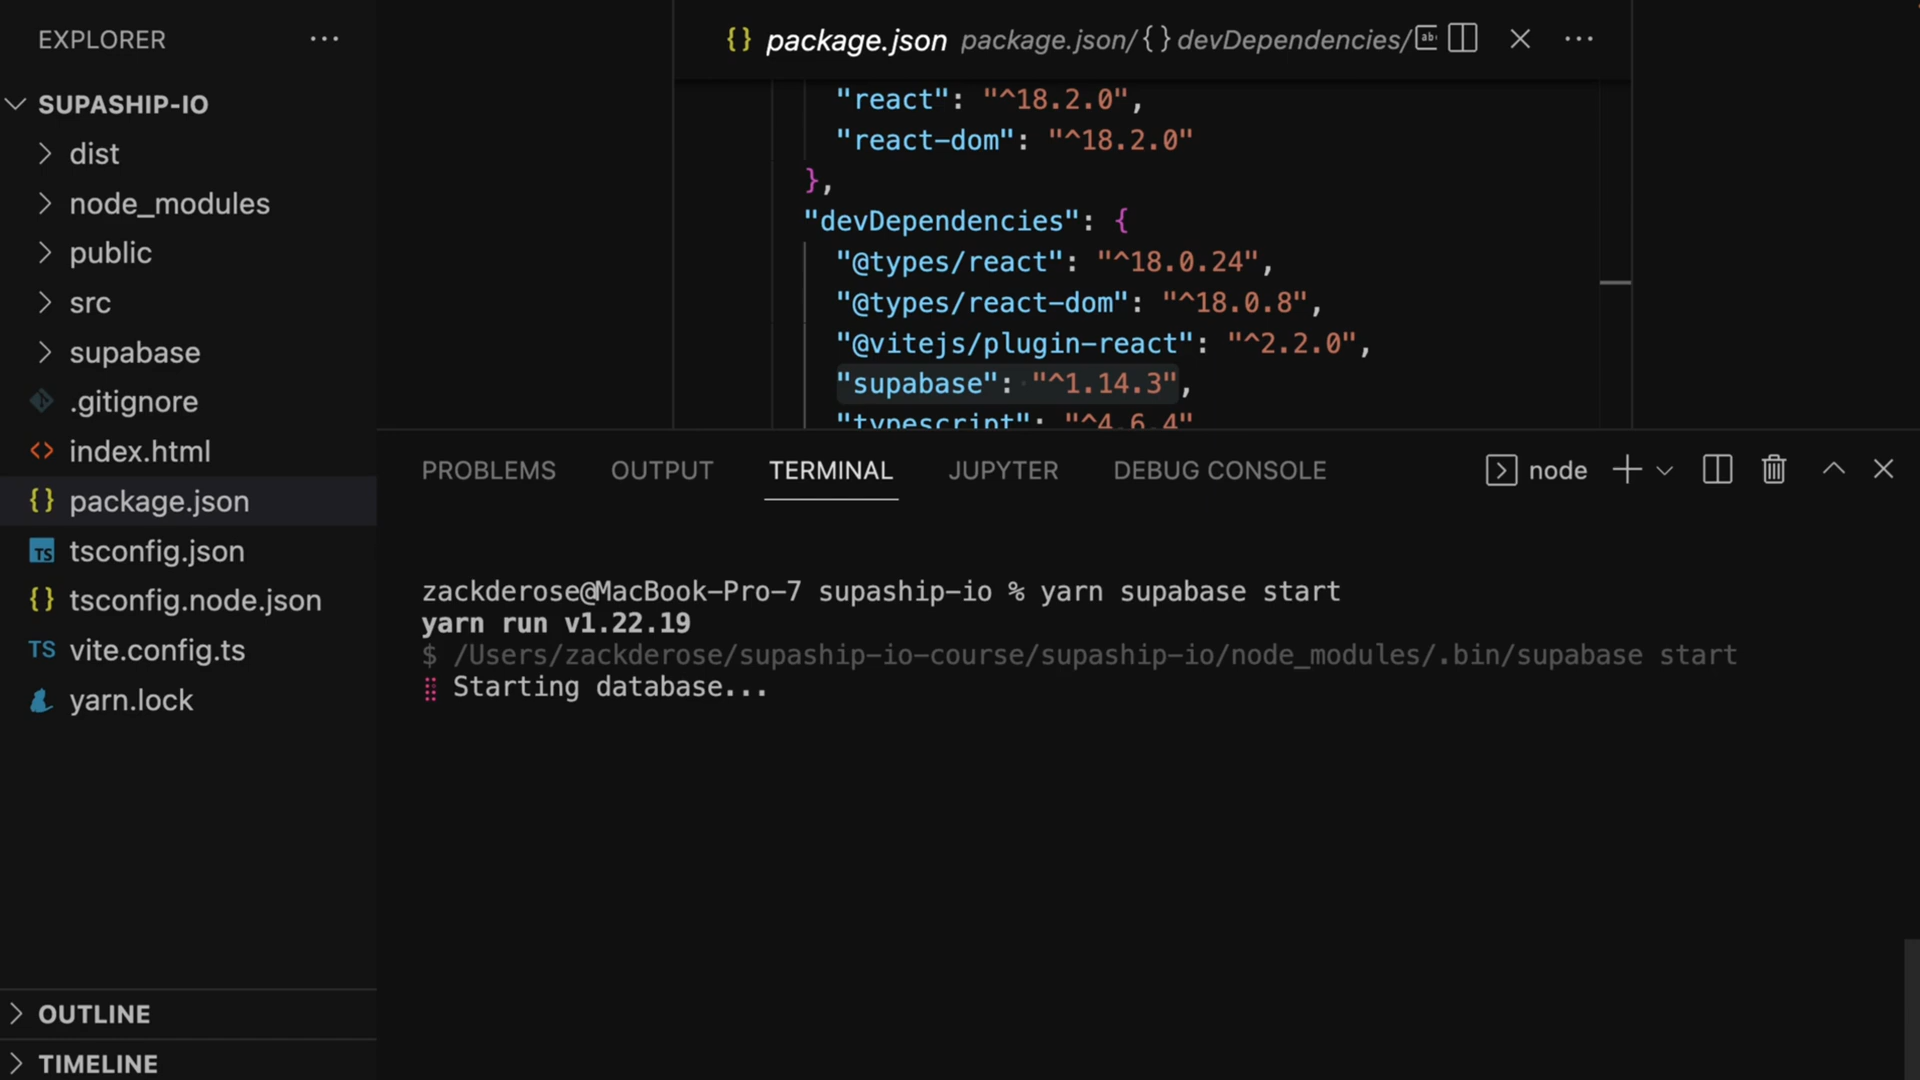 EXPLORER
SUPASHIP-IO
dist
node_modules
public
src
supabase
.gitignore
index.html
package.json
tsconfig.json
tsconfig.node.json
vite.config.ts
yarn.lock
OUTLINE
TIMELINE
package.json package.json/{}devDependencies/
"react": "^18.2.0",
"react-dom": "^18.2.0"
},
"devDependencies": {
"@types/react": "^18.0.24",
"@types/react-dom": "^18.0.8",
"@vitejs/plugin-react": "^2.2.0",
"supabase": "^1.14.3",
"typescript": "^4.6.4"
PROBLEMS OUTPUT TERMINAL JUPYTER DEBUG CONSOLE node
zackderose@MacBook-Pro-7 supaship-io % yarn supabase start
yarn run v1.22.19
$ /Users/zackderose/supaship-io-course/supaship-io/node_modules/.bin/supabase start
Starting database...